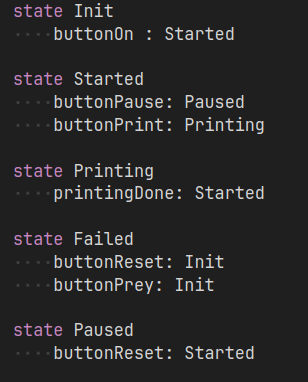 state Init
    buttonOn : Started

state Started
    buttonPause: Paused
    buttonPrint: Printing

state Printing
    printingDone: Started

state Failed
    buttonReset: Init
    buttonPrey: Init

state Paused
    buttonReset: Started